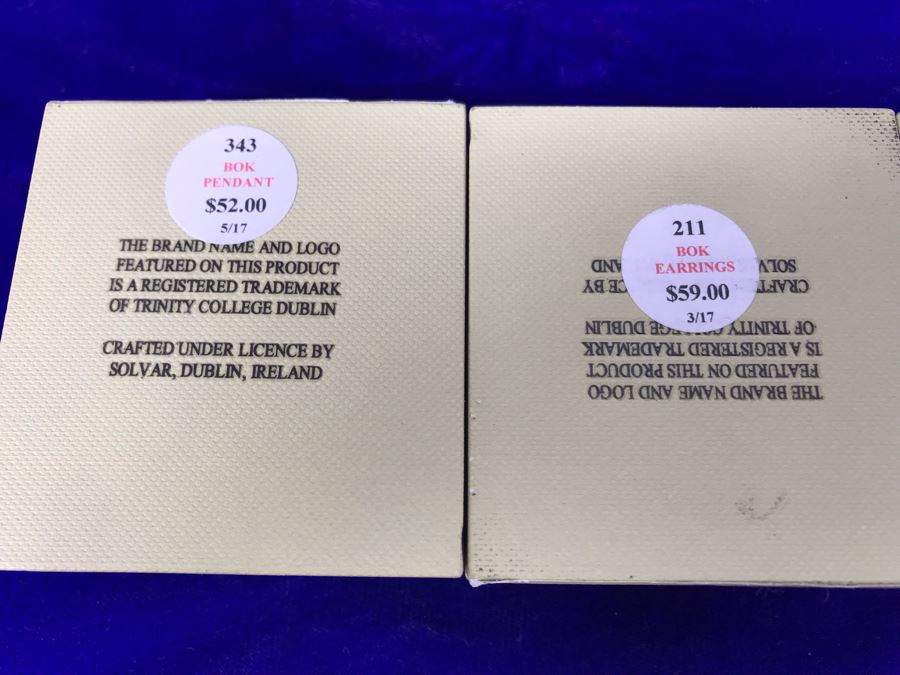 343
BOK
PENDANT
$52.00
5/17
THE BRAND NAME AND LOGO
FEATURED ON THIS PRODUCT
IS A REGISTERED TRADEMARK
OF TRINITY COLLEGE DUBLIN
CRAFTED UNDER LICENCE BY
SOLVAR, DUBLIN, IRELAND
211
BOK
EARRINGS
$59.00
3/17
THE BRAND NAME AND LOGO
FEATURED ON THIS PRODUCT
IS A REGISTERED TRADEMARK
OF TRINITY DUBLIN
BY